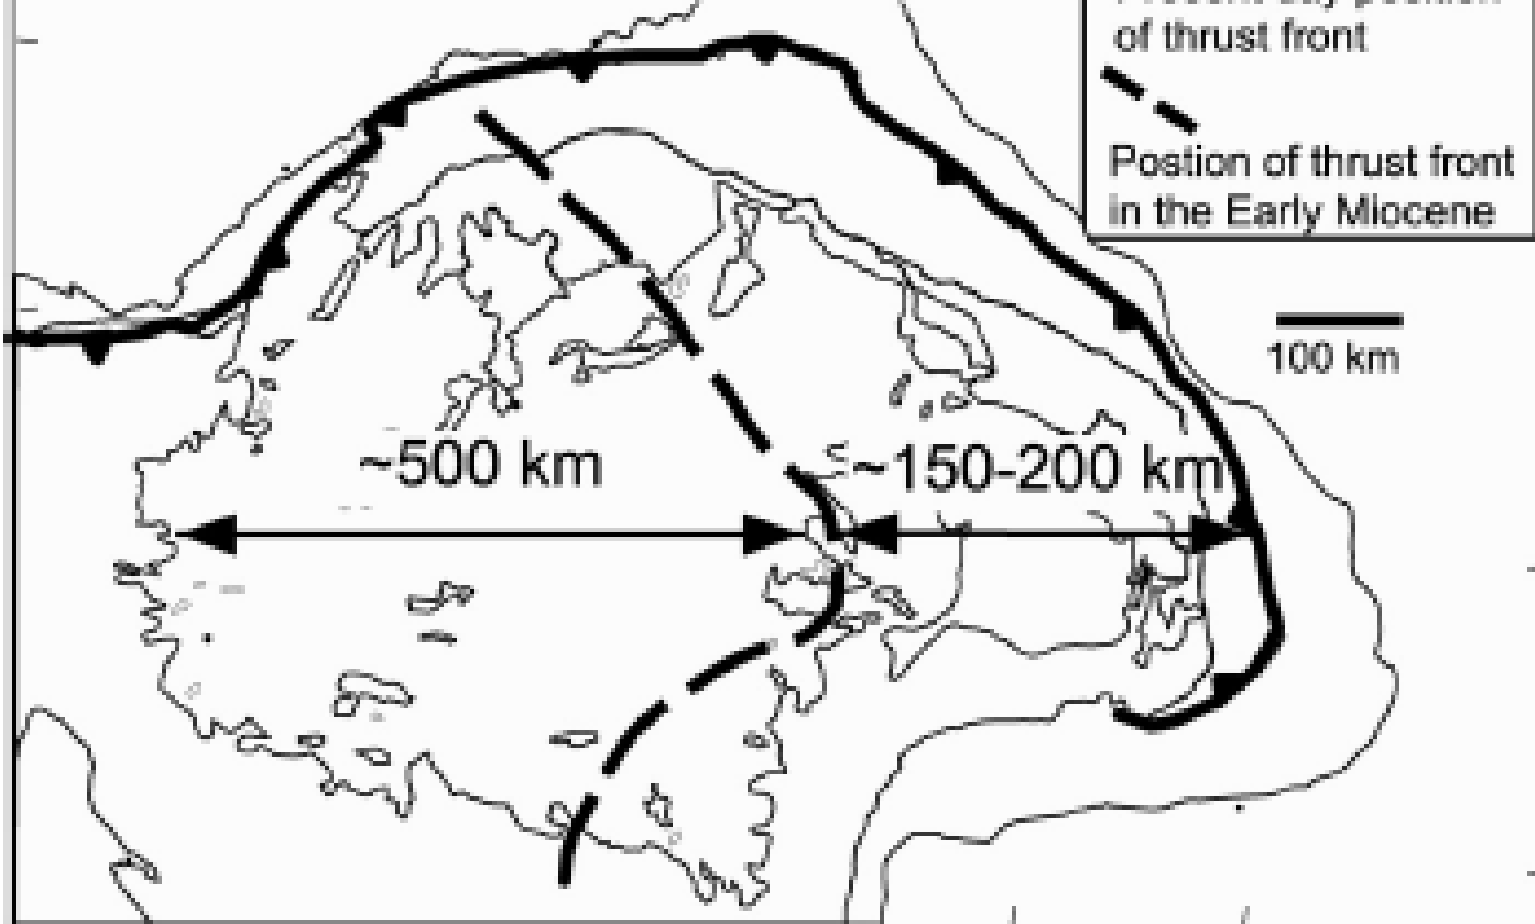 of thrust front
Postion of thrust front
in the Early Miocene
100 km
~500 km
~150-200 km